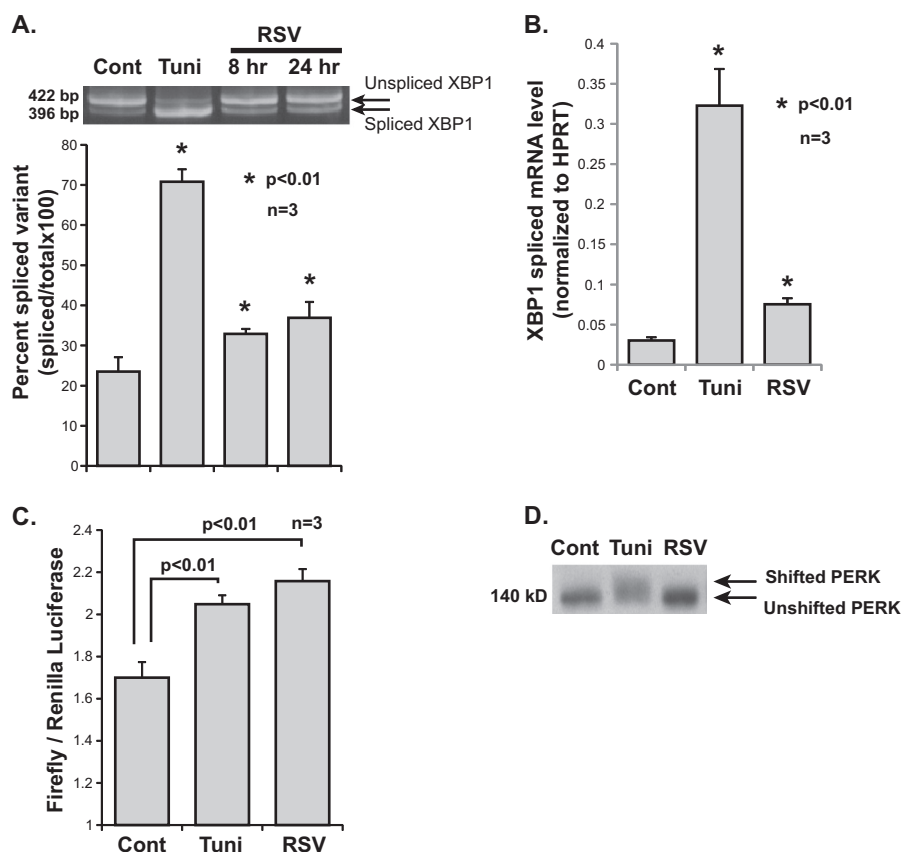 A.
RSV
Cont Tuni 8 hr 24 hr
422 bp
396 bp
Unspliced XBP1
Spliced XBP1
Percent spliced variant
(spliced/totalx100)
80
70
60
50
40
30
20
10
0
*
*
*
* p<0.01
n=3
B.
XBP1 spliced mRNA level
(normalized to HPRT)
0.4
0.35
0.3
0.25
0.2
0.15
0.1
0.05
0
*
*
* p<0.01
n=3
Cont Tuni RSV
C.
Firefly / Renilla Luciferase
2.4
2.2
2
1.8
1.6
1.4
1.2
1
p<0.01 n=3
p<0.01
Cont Tuni RSV
D.
Cont Tuni RSV
140 kD
Shifted PERK
Unshifted PERK